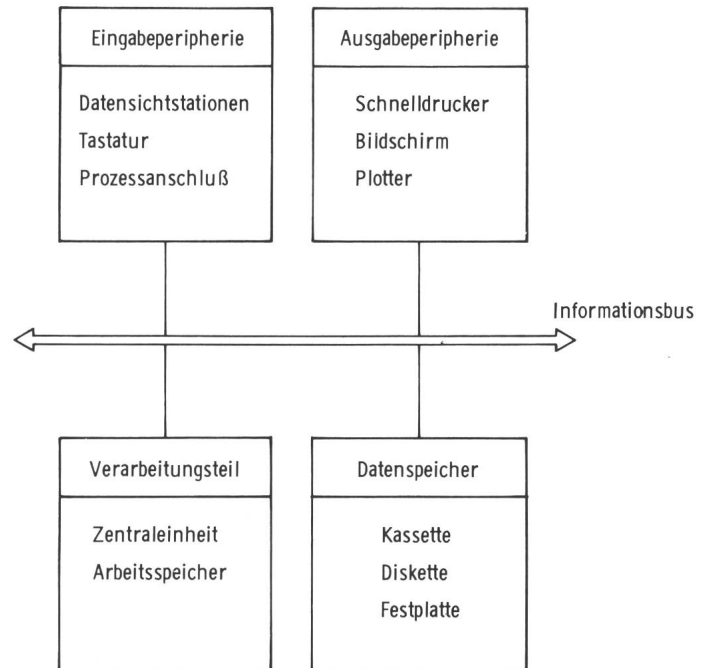 Eingabeperipherie
Datensichtstationen
Tastatur
Prozessanschluß
Ausgabeperipherie
Schnelldrucker
Bildschirm
Plotter
Informationsbus
Verarbeitungsteil
Zentraleinheit
Arbeitsspeicher
Datenspeicher
Kassette
Diskette
Festplatte